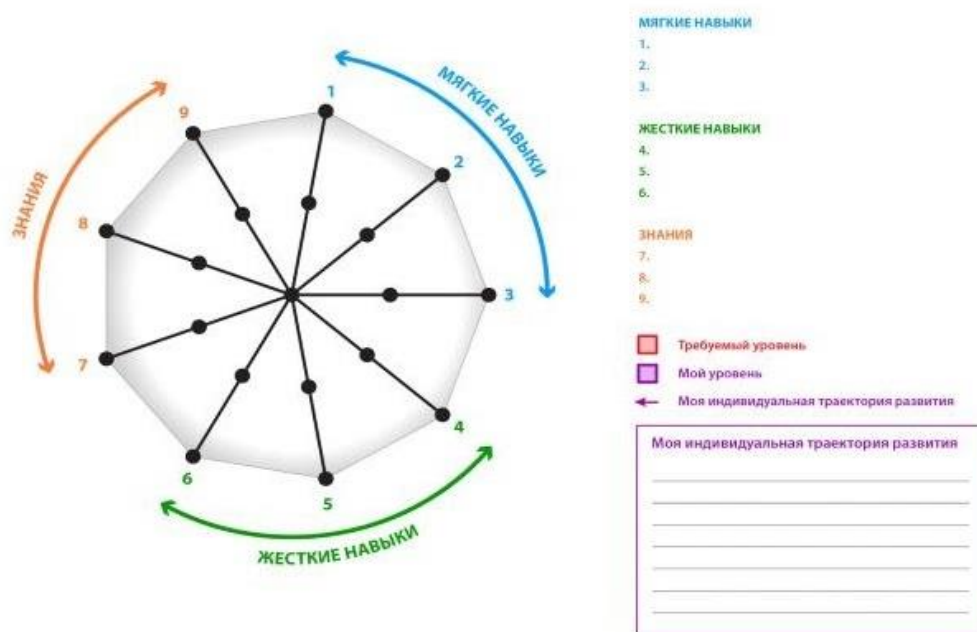 МЯГКИЕ НАВЫКИ
1
2
3
4
5
6
7
8
9
ЗНАНИЯ
ЖЕСТКИЕ НАВЫКИ
МЯГКИЕ НАВЫКИ
1.
2.
3.
ЖЕСТКИЕ НАВЫКИ
4.
5.
6.
ЗНАНИЯ
7.
8.
9.
Требуемый уровень
Мой уровень
Моя индивидуальная траектория развития
Моя индивидуальная траектория развития